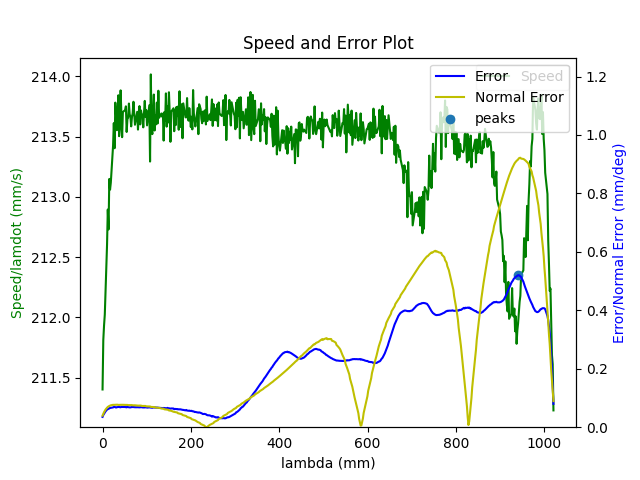 Speed and Error Plot
Speed/lamdot (mm/s)
214.0
213.5
213.0
212.5
212.0
211.5
Error
Speed
Normal Error
peaks
1.2
1.0
0.8
0.6
0.4
0.2
0.0
Error/Normal Error (mm/deg)
0
200
400
600
800
1000
lambda (mm)